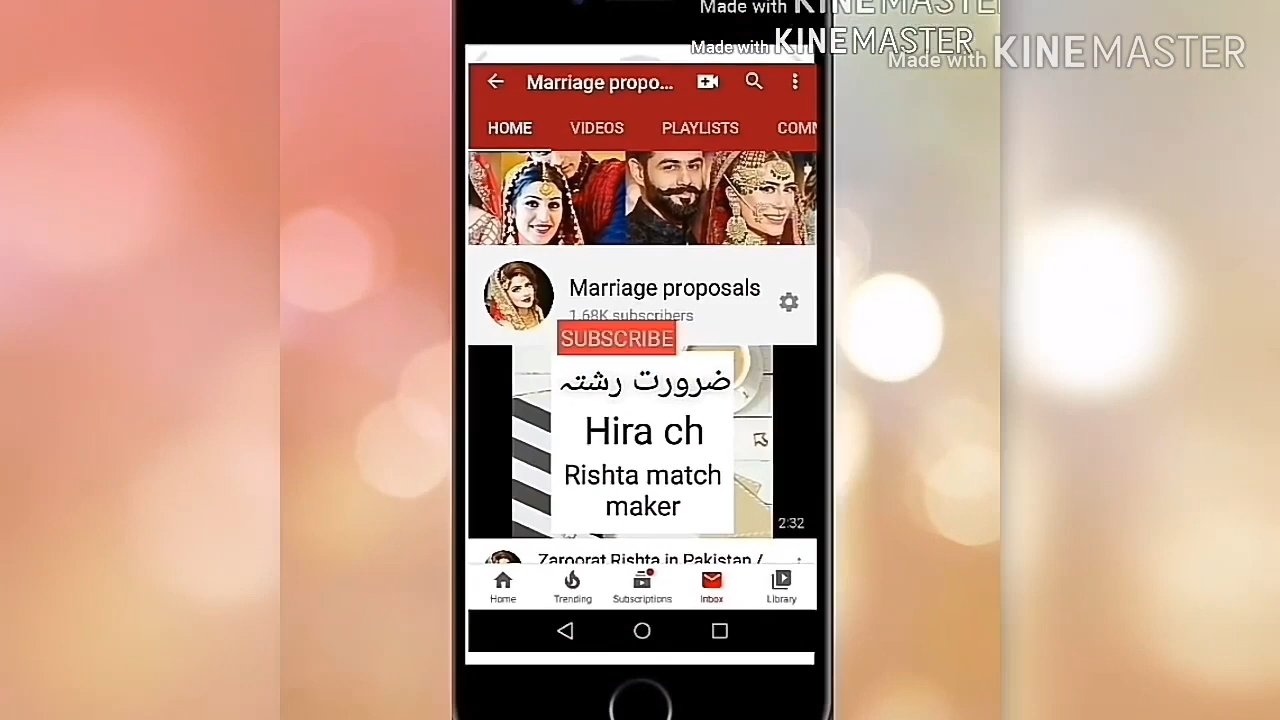 Made with KINEMASTER
Made with KINEMASTER
Made with KINEMASTER
Marriage propo...
HOME VIDEOS PLAYLISTS COMM
Marriage proposals
1.68K subscribers
SUBSCRIBE
ضرورت رشتہ
Hira ch
Rishta match
maker
2:32
Zaroorat Rishta in Pakistan /
Home Trending Subscriptions Inbox Library